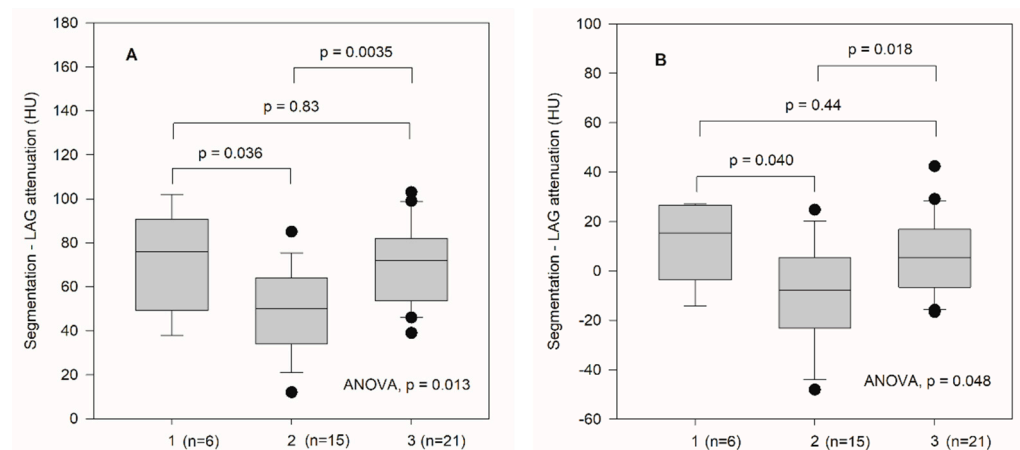 A
Segmentation - LAG attenuation (HU)
180
160
140
120
100
80
60
40
20
0
p = 0.0035
p = 0.83
p = 0.036
ANOVA, p = 0.013
1 (n=6)
2 (n=15)
3 (n=21)
B
Segmentation - LAG attenuation (HU)
100
80
60
40
20
0
-20
-40
-60
p = 0.018
p = 0.44
p = 0.040
ANOVA, p = 0.048
1 (n=6)
2 (n=15)
3 (n=21)